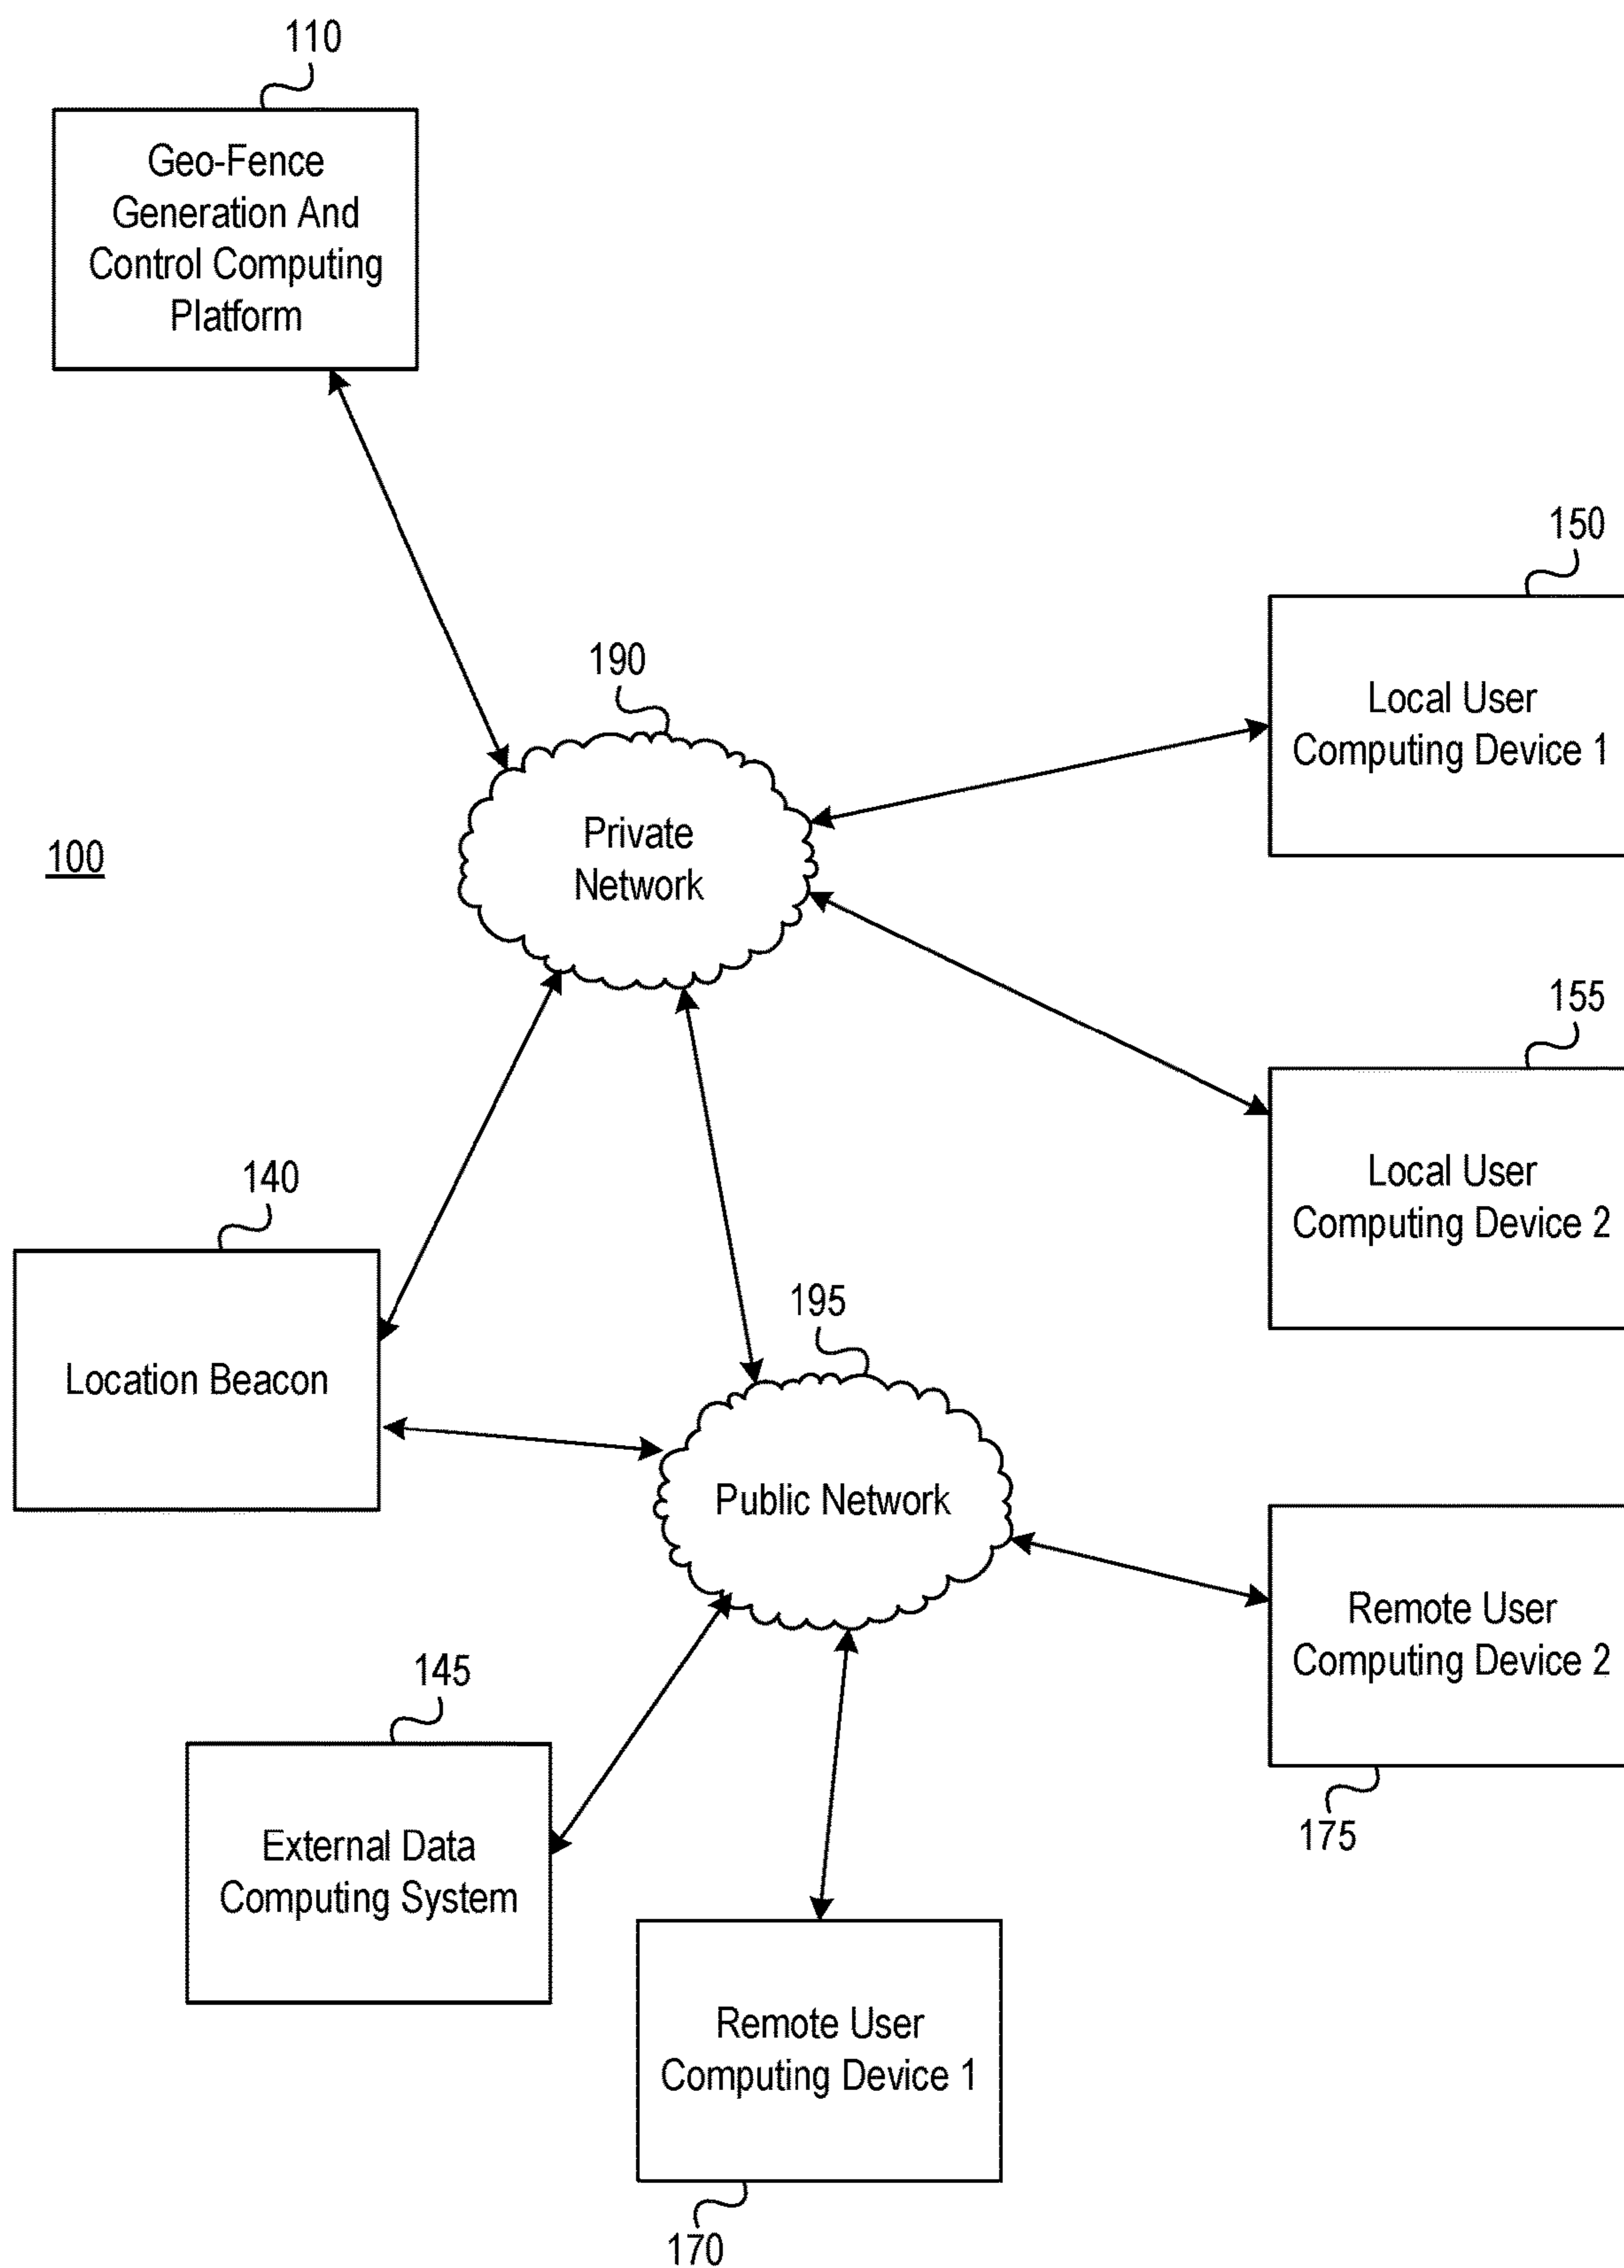 110
Geo-Fence
Generation And
Control Computing
Platform
150
Local User
Computing Device 1
190
Private
Network
100
155
Local User
Computing Device 2
140
Location Beacon
195
Public Network
Remote User
Computing Device 2
175
145
External Data
Computing System
Remote User
Computing Device 1
170